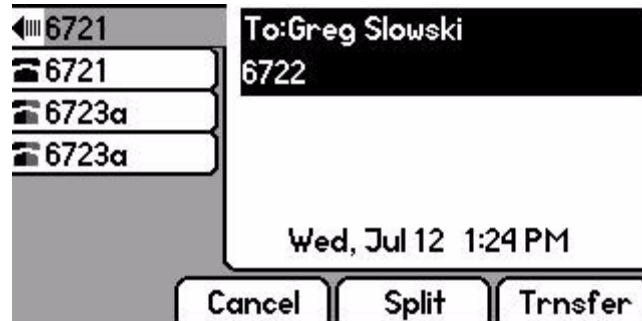 6721
6721
6723a
6723a
To:Greg Slowski
6722
Wed, Jul 12 1:24 PM
Cancel Split Trnsfer